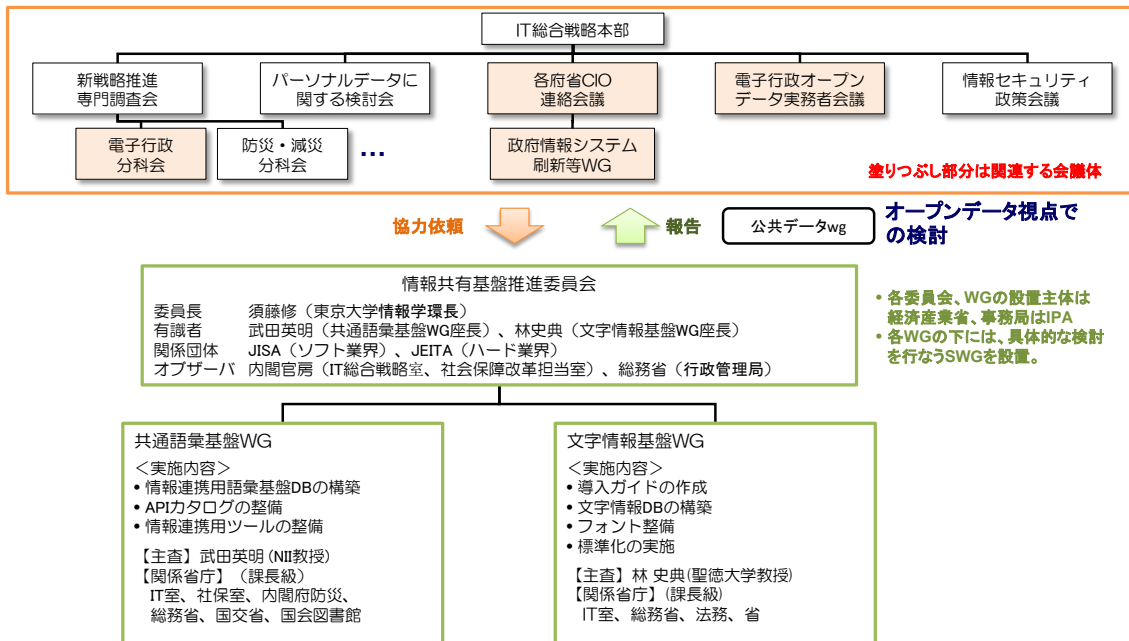 IT総合戦略本部
新戦略推進
専門調査会
パーソナルデータに
関する検討会
各府省CIO
連絡会議
電子行政オープン
データ実務者会議
情報セキュリティ
政策会議
電子行政
分科会
防災・減災
分科会
…
政府情報システム
刷新等WG
塗りつぶし部分は関連する会議体
協力依頼
報告
公共データwg
オープンデータ視点で
の検討
情報共有基盤推進委員会
委員長 須藤修（東京大学情報学環長）
有識者 武田英明（共通語彙基盤WG座長）、林史典（文字情報基盤WG座長）
関係団体 JISA（ソフト業界）、JEITA（ハード業界）
オブザーバ 内閣官房（IT総合戦略室、社会保障改革担当室）、総務省（行政管理局）
• 各委員会、WGの設置主体は
経済産業省、事務局はIPA
• 各WGの下には、具体的な検討
を行なうSWGを設置。
共通語彙基盤WG
＜実施内容＞
• 情報連携用語彙基盤DBの構築
• APIカタログの整備
• 情報連携用ツールの整備
【主査】武田英明(NII教授)
【関係省庁】（課長級）
IT室、社保室、内閣府防災、
総務省、国交省、国会図書館
文字情報基盤WG
＜実施内容＞
• 導入ガイドの作成
• 文字情報DBの構築
• フォント整備
• 標準化の実施
【主査】林 史典(聖徳大学教授)
【関係省庁】(課長級)
IT室、総務省、法務、省